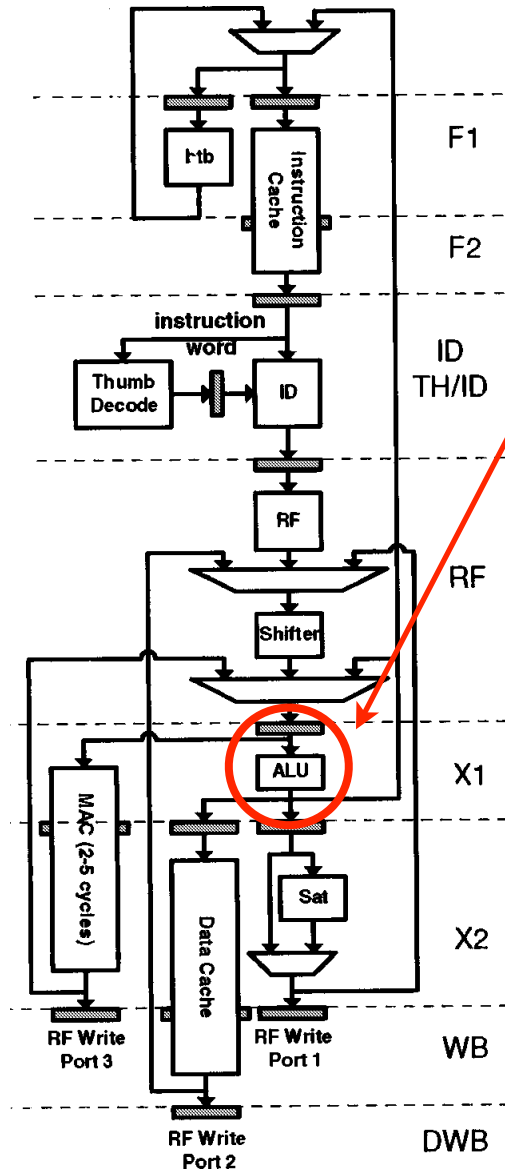 btb
Instruction
Cache
F1
F2
instruction
word
ID
TH/ID
Thumb
Decode
ID
RF
RF
Shifter
ALU
X1
MAC (2-5 cycles)
Data Cache
Sat
X2
RF Write
Port 3
RF Write
Port 1
WB
RF Write
Port 2
DWB